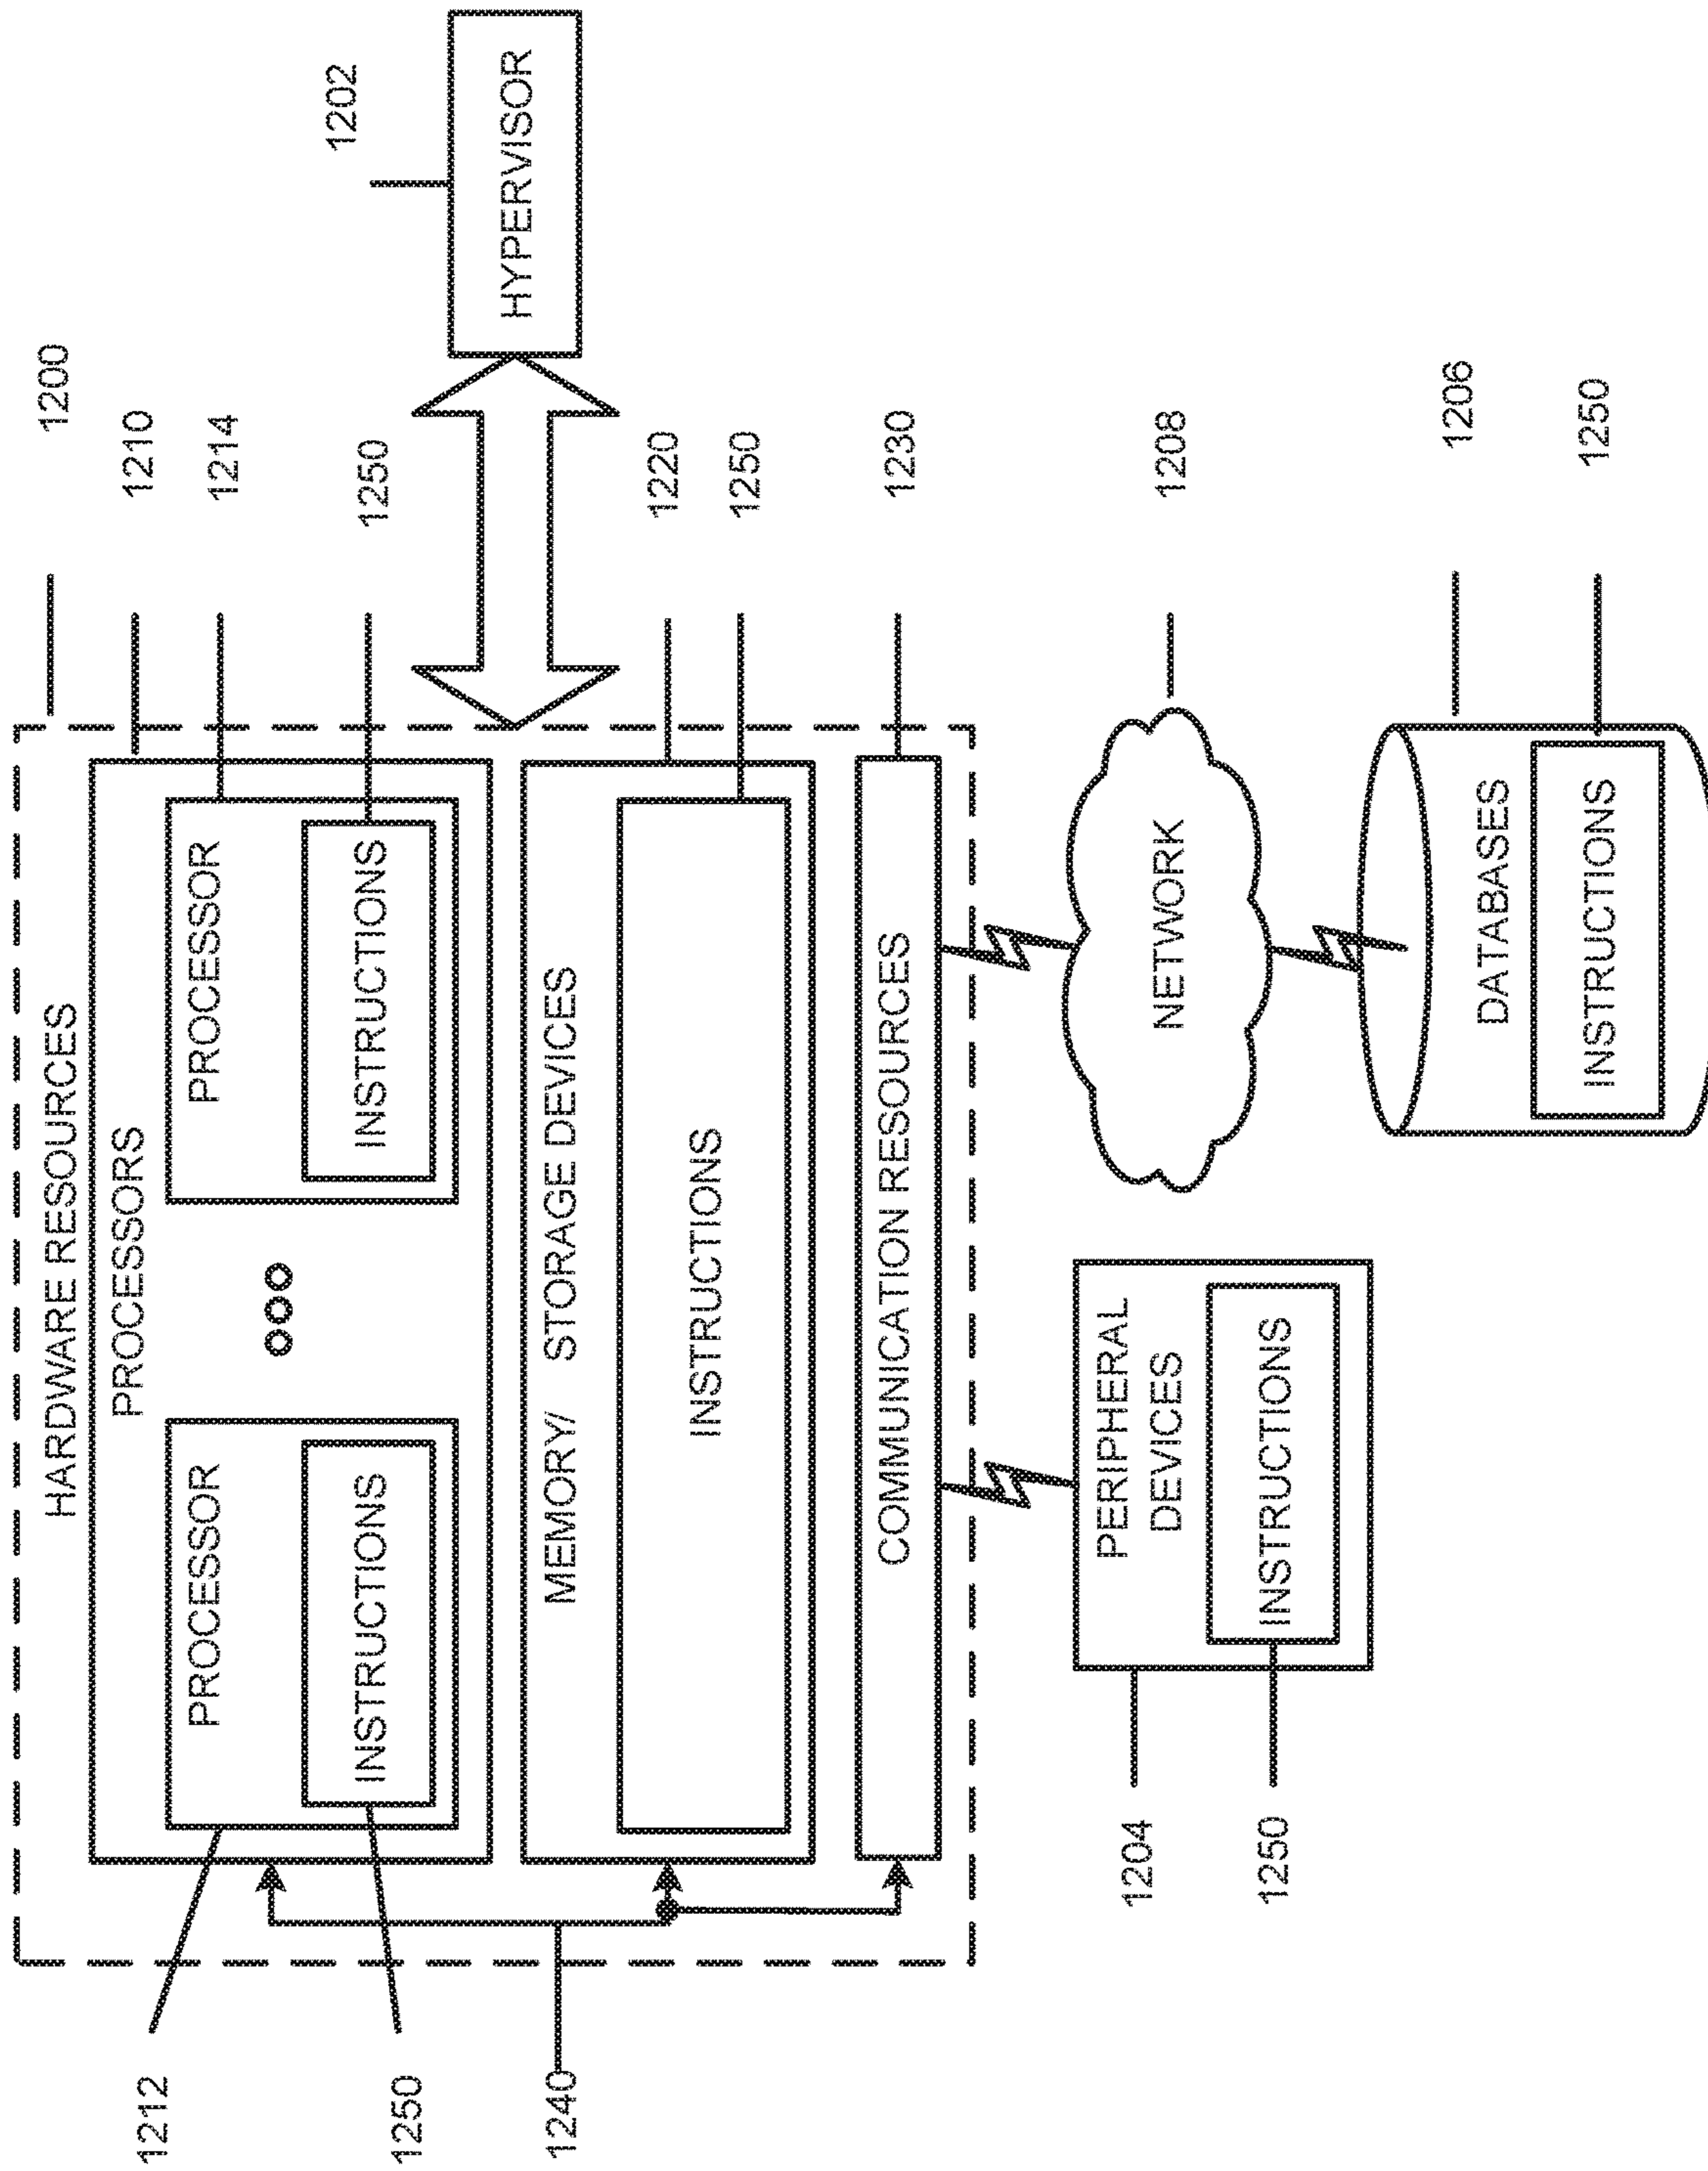 HARDWARE RESOURCES
1200
PROCESSORS
1210
1212
PROCESSOR
PROCESSOR
1214
1250
INSTRUCTIONS
INSTRUCTIONS
1250
HYPERVISOR
1202
1240
MEMORY/ STORAGE DEVICES
1220
INSTRUCTIONS
1250
COMMUNICATION RESOURCES
1230
1204
PERIPHERAL
DEVICES
1250
INSTRUCTIONS
NETWORK
1208
DATABASES
1206
INSTRUCTIONS
1250